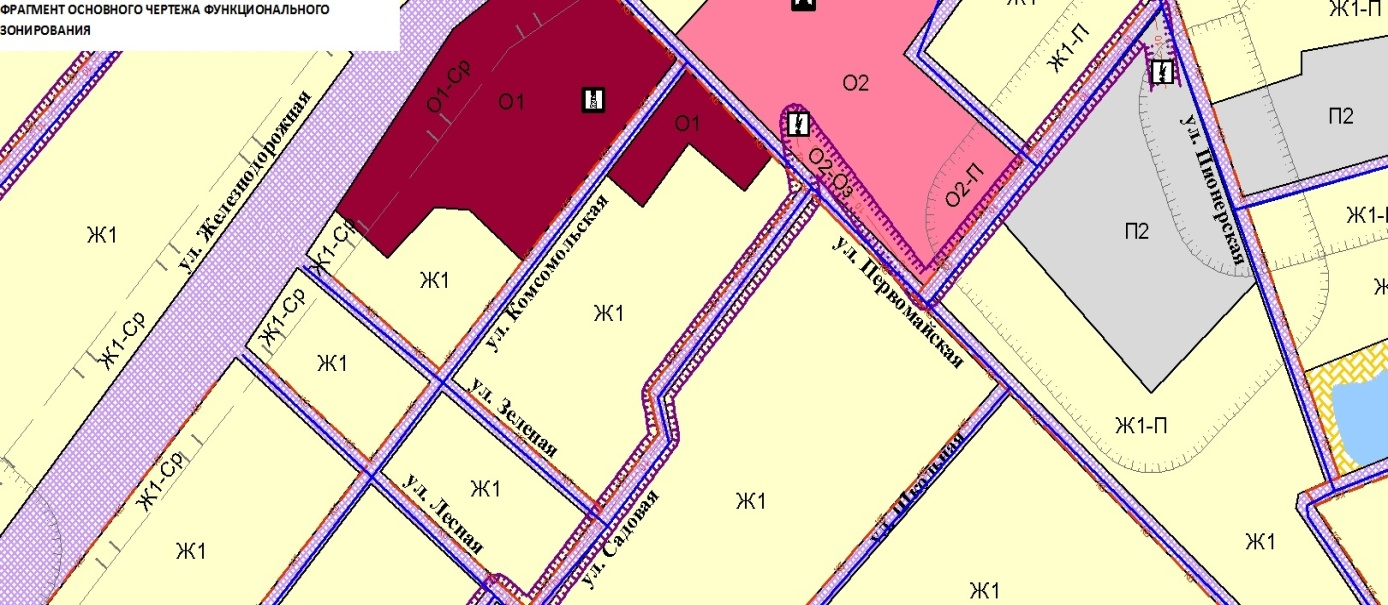 ФРАГМЕНТ ОСНОВНОГО ЧЕРТЕЖА ФУНКЦИОНАЛЬНОГО
ЗОНИРОВАНИЯ
Ж1-П
Ж1-П
О1-Ср
О1
О1
О2
П2
О2-ОЗ
О2-П
П2
ул. Железнодорожная
ул. Пионерская
Ж1
Ж1-Ср
Ж1
ул. Комсомольская
Ж1
ул. Первомайская
Ж1-Ср
Ж1-Ср
Ж1
ул. Зеленая
Ж1-П
Ж1-Ср
Ж1
ул. Лесная
Ж1
ул. Школьная
Ж1
ул. Садовая
Ж1
Ж1